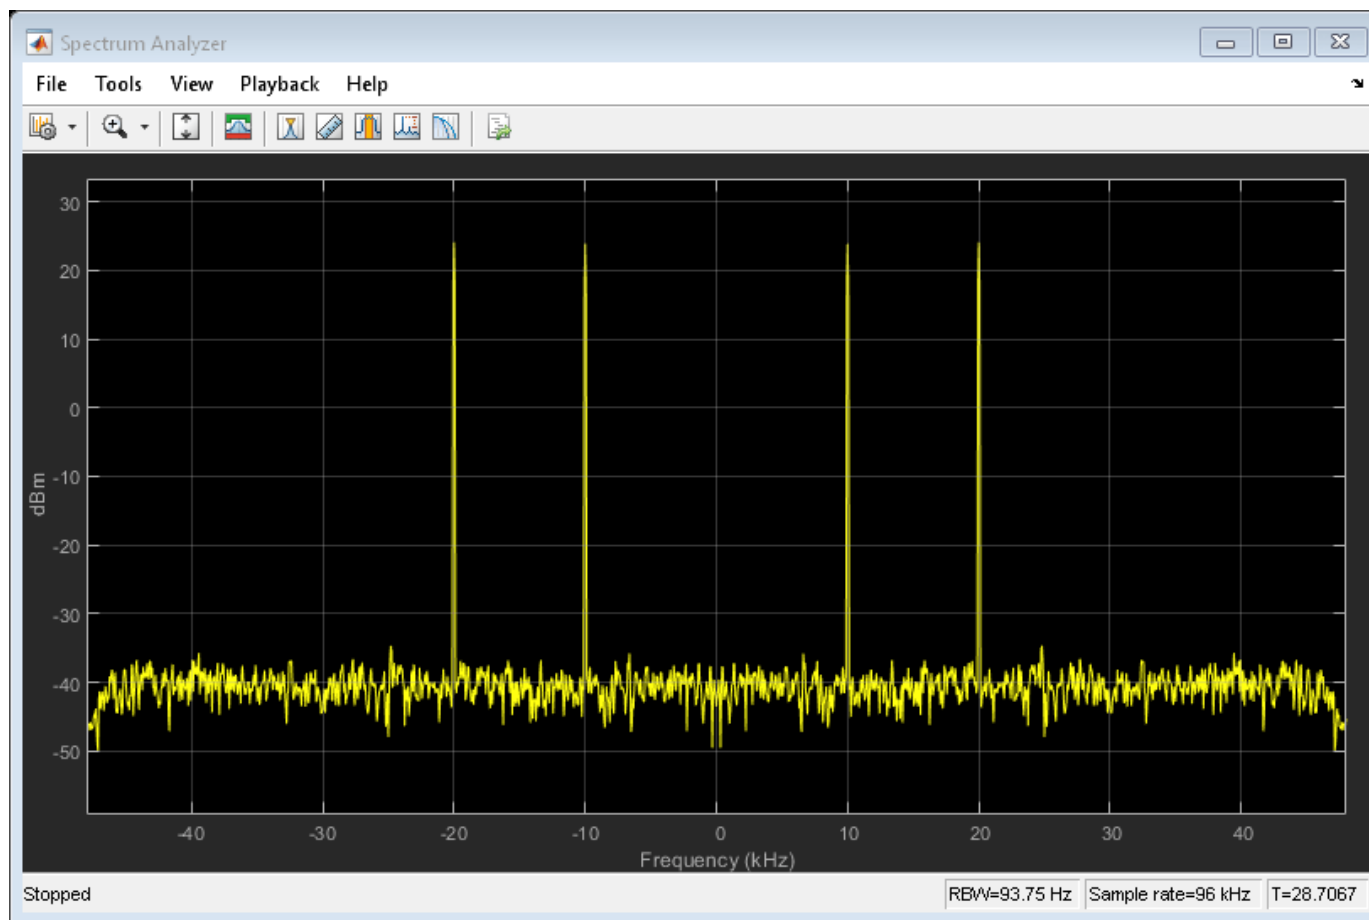 Spectrum Analyzer
File Tools View Playback Help
30
20
10
0
-10
-20
-30
-40
-50
dBm
-40 -30 -20 -10 0 10 20 30 40
Frequency (kHz)
Stopped RBW=93.75 Hz Sample rate=96 kHz T=28.7067